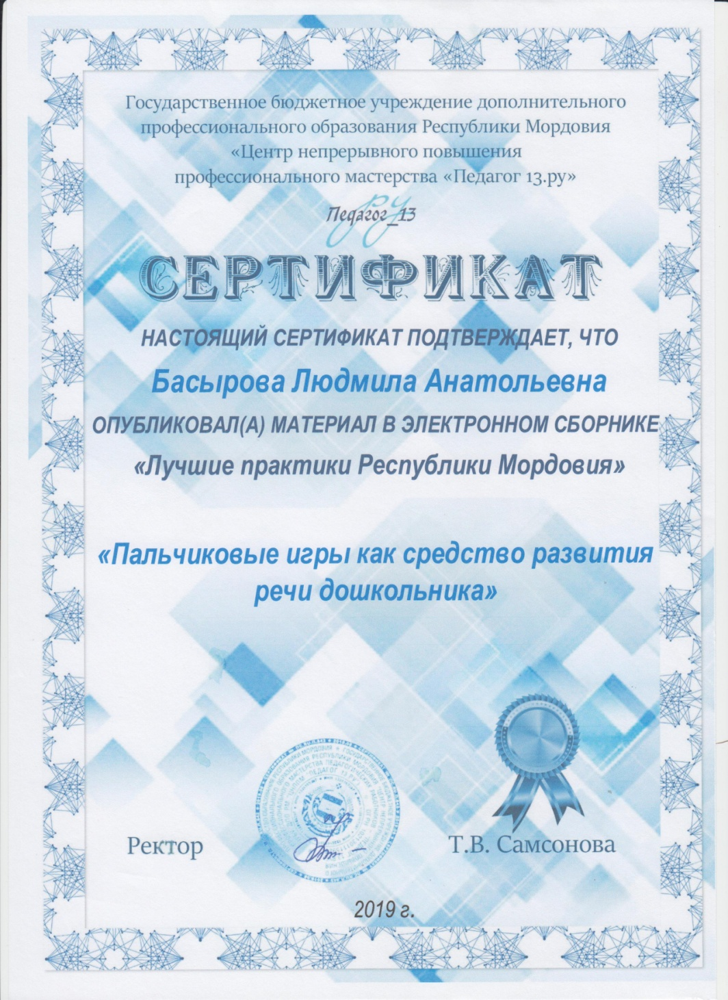 Государственное бюджетное учреждение дополнительного
профессионального образования Республики Мордовия
«Центр непрерывного повышения
профессионального мастерства «Педагог 13.ру»
Педагог_13
ру
СЕРТИФИКАТ
НАСТОЯЩИЙ СЕРТИФИКАТ ПОДТВЕРЖДАЕТ, ЧТО
Басырова Людмила Анатольевна
ОПУБЛИКОВАЛ(А) МАТЕРИАЛ В ЭЛЕКТРОННОМ СБОРНИКЕ
«Лучшие практики Республики Мордовия»
«Пальчиковые игры как средство развития
речи дошкольника»
Ректор
Т.В. Самсонова
2019 г.